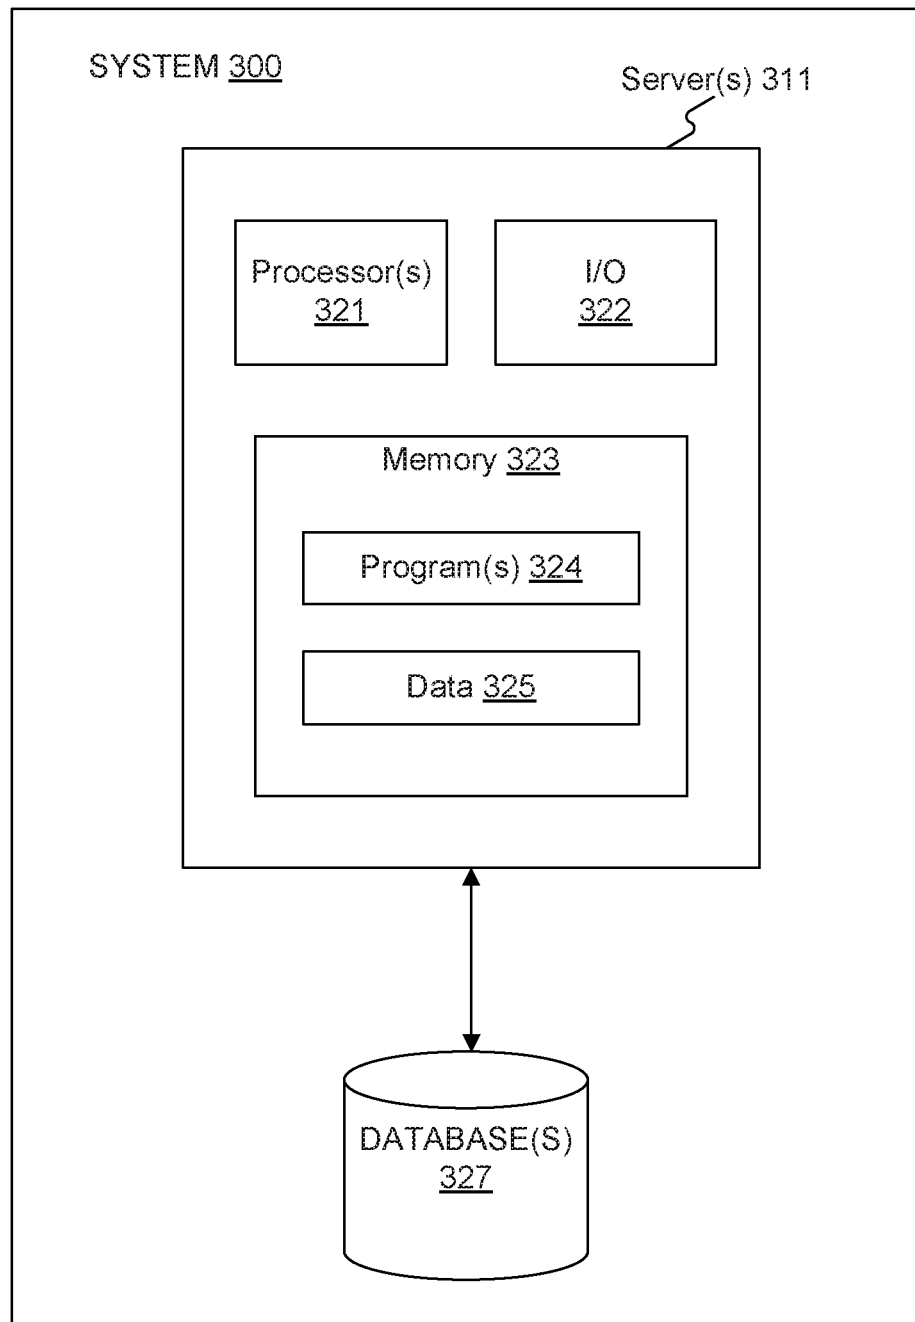 SYSTEM 300
Server(s) 311
Processor(s)
321
I/O
322
Memory 323
Program(s) 324
Data 325
DATABASE(S)
327